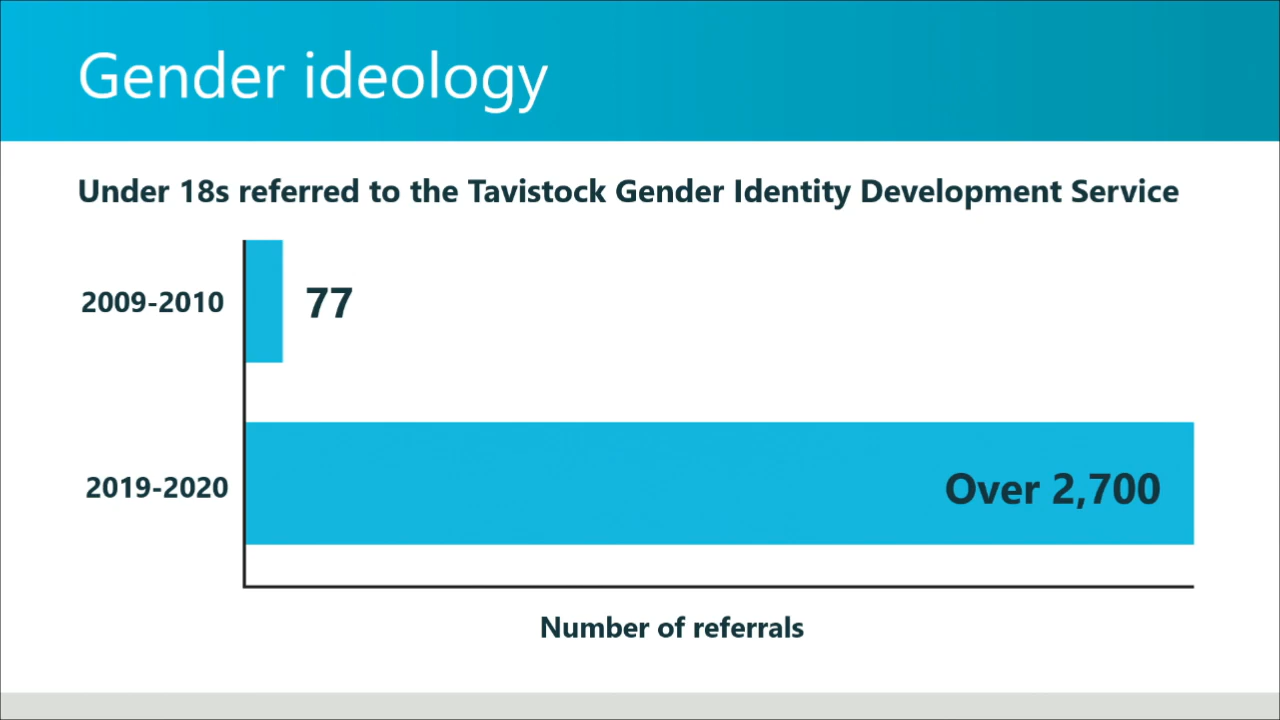 Gender ideology
Under 18s referred to the Tavistock Gender Identity Development Service
2009-2010
77
2019-2020
Over 2,700
Number of referrals